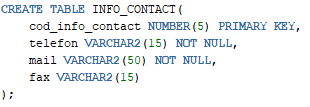 CREATE TABLE INFO_CONTACT(
    cod_info_contact NUMBER(5) PRIMARY KEY,
    telefon VARCHAR2(15) NOT NULL,
    mail VARCHAR2(50) NOT NULL,
    fax VARCHAR2(15)
);